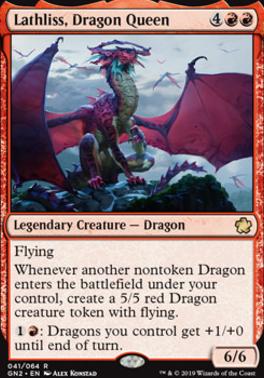 Lathliss, Dragon Queen 4
Legendary Creature — Dragon
Flying
Whenever another nontoken Dragon
enters the battlefield under your
control, create a 5/5 red Dragon
creature token with flying.
1: Dragons you control get +1/+0
until end of turn.
6/6
041/064 R
GN2 • EN ALEX KONSTAD
™ & © 2019 Wizards of the Coast